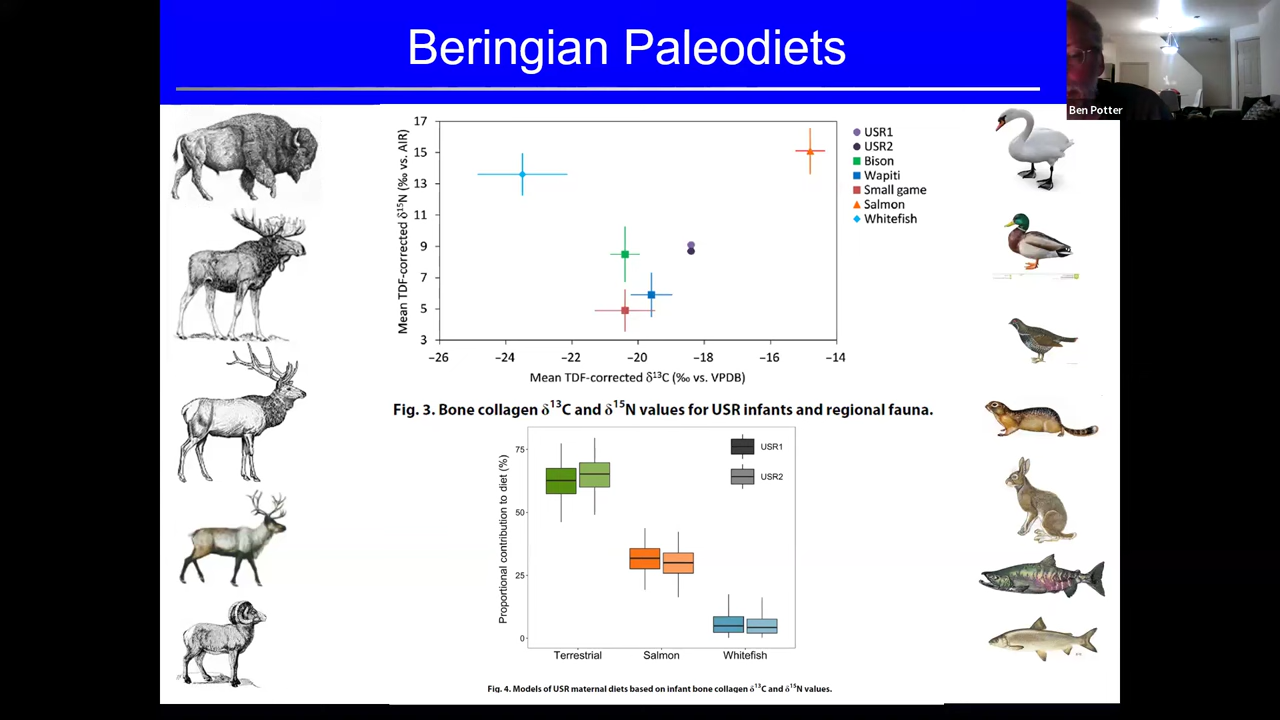 Beringian Paleodiets
Ben Potter
17
15
13
11
9
7
5
3
Mean TDF-corrected δ15N (‰ vs. AIR)
−26
−24
−22
−20
−18
−16
−14
Mean TDF-corrected δ13C (‰ vs. VPDB)
USR1
USR2
Bison
Wapiti
Small game
Salmon
Whitefish
Fig. 3. Bone collagen δ13C and δ15N values for USR infants and regional fauna.
75
50
25
0
Proportional contribution to diet (%)
USR1
USR2
Terrestrial
Salmon
Whitefish
Fig. 4. Models of USR maternal diets based on infant bone collagen δ13C and δ15N values.